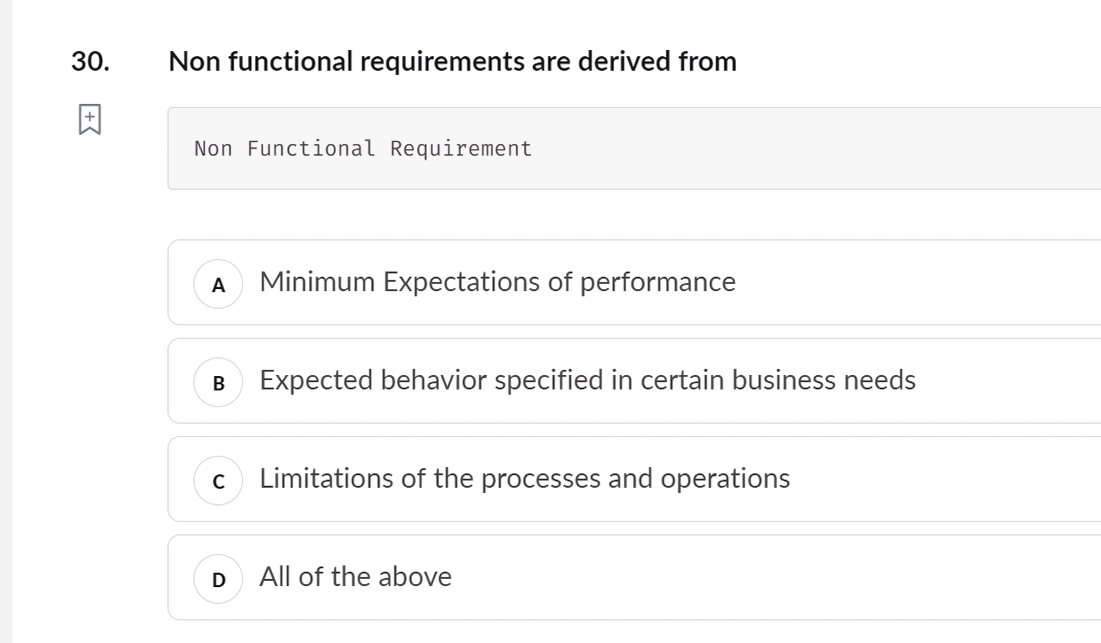 30. Non functional requirements are derived from
Non Functional Requirement
A Minimum Expectations of performance
B Expected behavior specified in certain business needs
C Limitations of the processes and operations
D All of the above